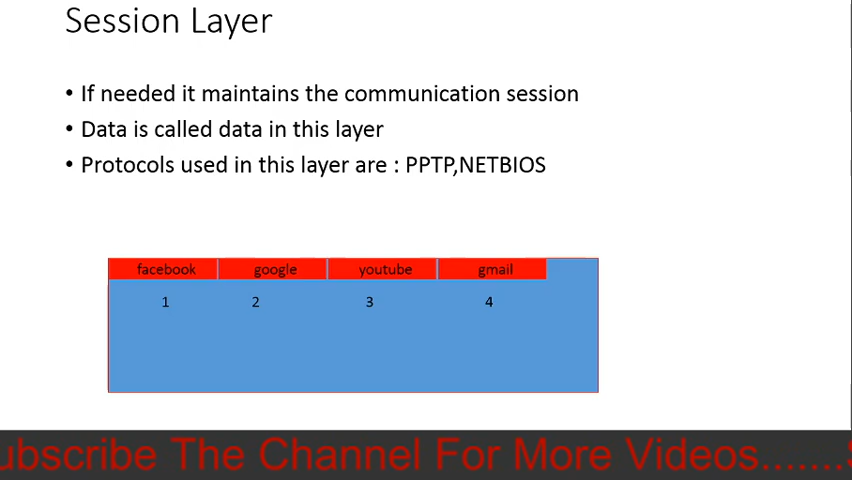 Session Layer
• If needed it maintains the communication session
• Data is called data in this layer
• Protocols used in this layer are : PPTP,NETBIOS
facebook google youtube gmail
1 2 3 4
ubscribe The Channel For More Videos.......S